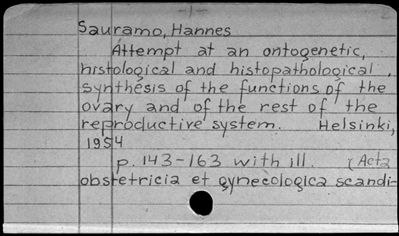 -1-
Sauramo, Hannes
Attempt at an ontogenetic,
histological and histopathological
synthesis of the functions of the
ovary and of the rest of the
reproductive system. Helsinki,
1954
p. 143-163 with ill. (Acta
obstetricia et gynecologica scandi-